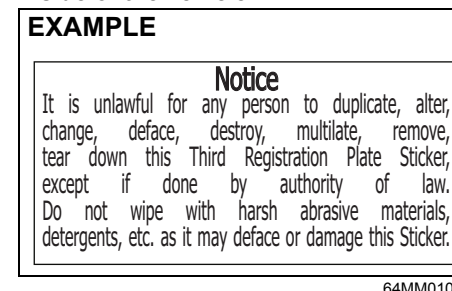 EXAMPLE
Notice
It is unlawful for any person to duplicate, alter,
change, deface, destroy, multilate, remove,
tear down this Third Registration Plate Sticker,
except if done by authority of law.
Do not wipe with harsh abrasive materials,
detergents, etc. as it may deface or damage this Sticker.
64MM010